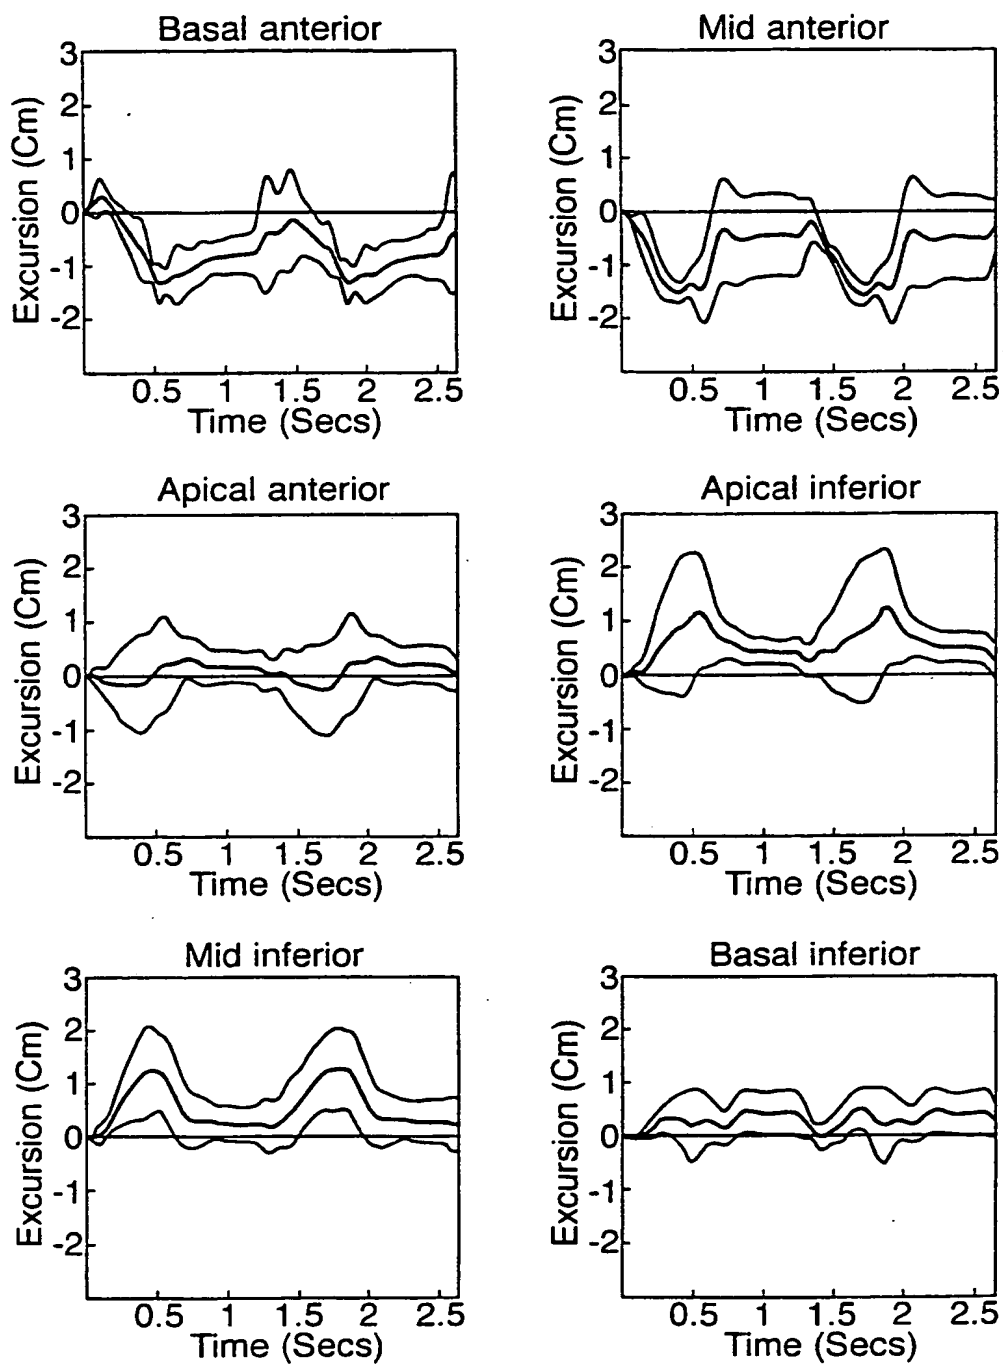 Basal anterior
3
2
1
0
-1
-2
Excursion (Cm)
0.5 1 1.5 2 2.5
Time (Secs)
Mid anterior
3
2
1
0
-1
-2
Excursion (Cm)
0.5 1 1.5 2 2.5
Time (Secs)
Apical anterior
3
2
1
0
-1
-2
Excursion (Cm)
0.5 1 1.5 2 2.5
Time (Secs)
Apical inferior
3
2
1
0
-1
-2
Excursion (Cm)
0.5 1 1.5 2 2.5
Time (Secs)
Mid inferior
3
2
1
0
-1
-2
Excursion (Cm)
0.5 1 1.5 2 2.5
Time (Secs)
Basal inferior
3
2
1
0
-1
-2
Excursion (Cm)
0.5 1 1.5 2 2.5
Time (Secs)